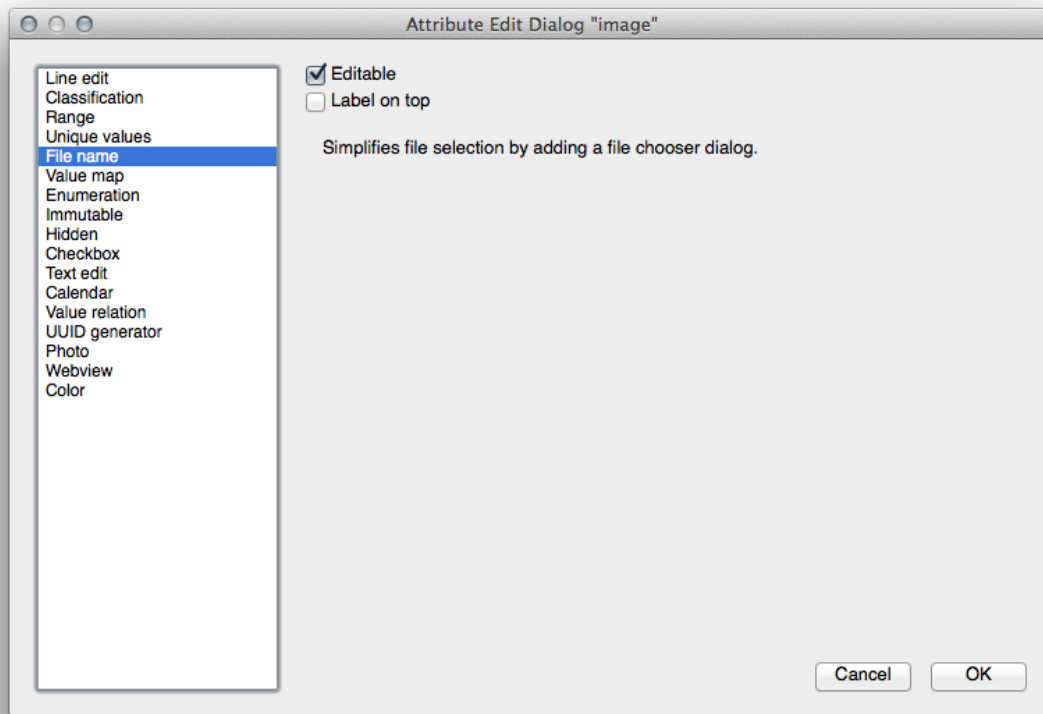 Attribute Edit Dialog "image"
Line edit
Classification
Range
Unique values
File name
Value map
Enumeration
Immutable
Hidden
Checkbox
Text edit
Calendar
Value relation
UUID generator
Photo
Webview
Color
Editable
Label on top
Simplifies file selection by adding a file chooser dialog.
Cancel
OK